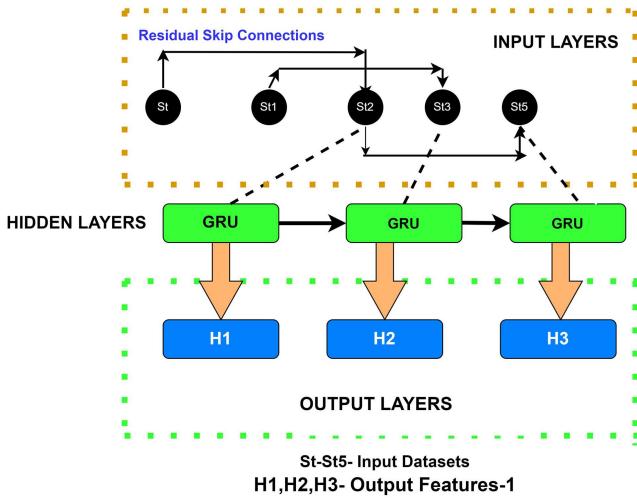 Residual Skip Connections
INPUT LAYERS
St
St1
St2
St3
St5
HIDDEN LAYERS
GRU
GRU
GRU
H1
H2
H3
OUTPUT LAYERS
St-St5- Input Datasets
H1,H2,H3- Output Features-1